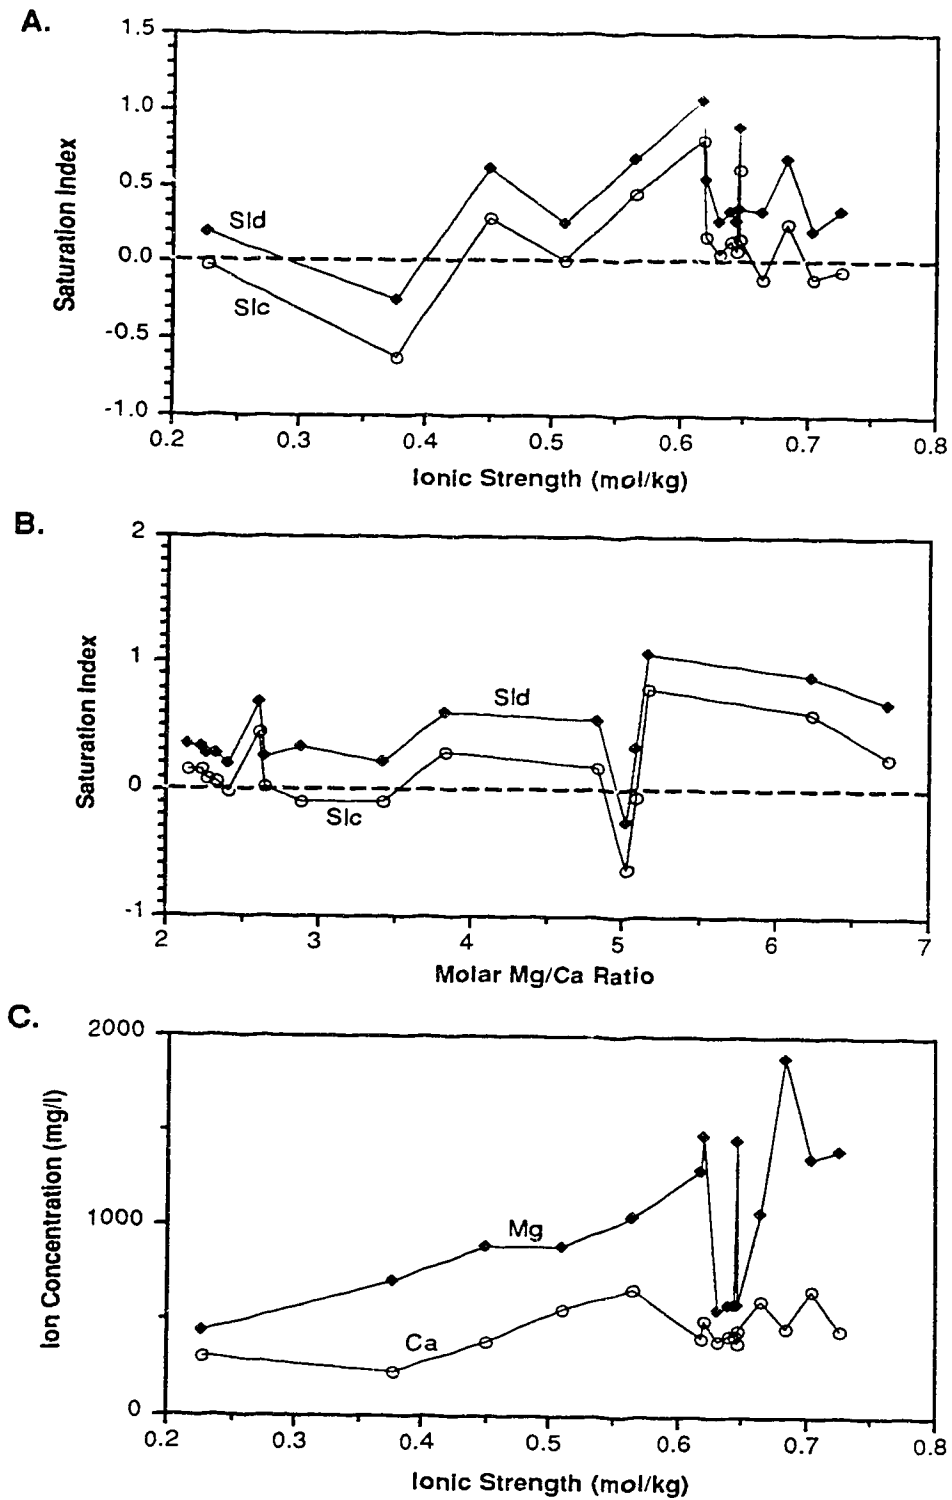 A.
1.5
1.0
0.5
0.0
-0.5
-1.0
Saturation Index
SId
SIc
0.2 0.3 0.4 0.5 0.6 0.7 0.8
Ionic Strength (mol/kg)
B.
2
1
0
-1
Saturation Index
SId
SIc
2 3 4 5 6 7
Molar Mg/Ca Ratio
C.
2000
1000
0
Ion Concentration (mg/l)
Mg
Ca
0.2 0.3 0.4 0.5 0.6 0.7 0.8
Ionic Strength (mol/kg)